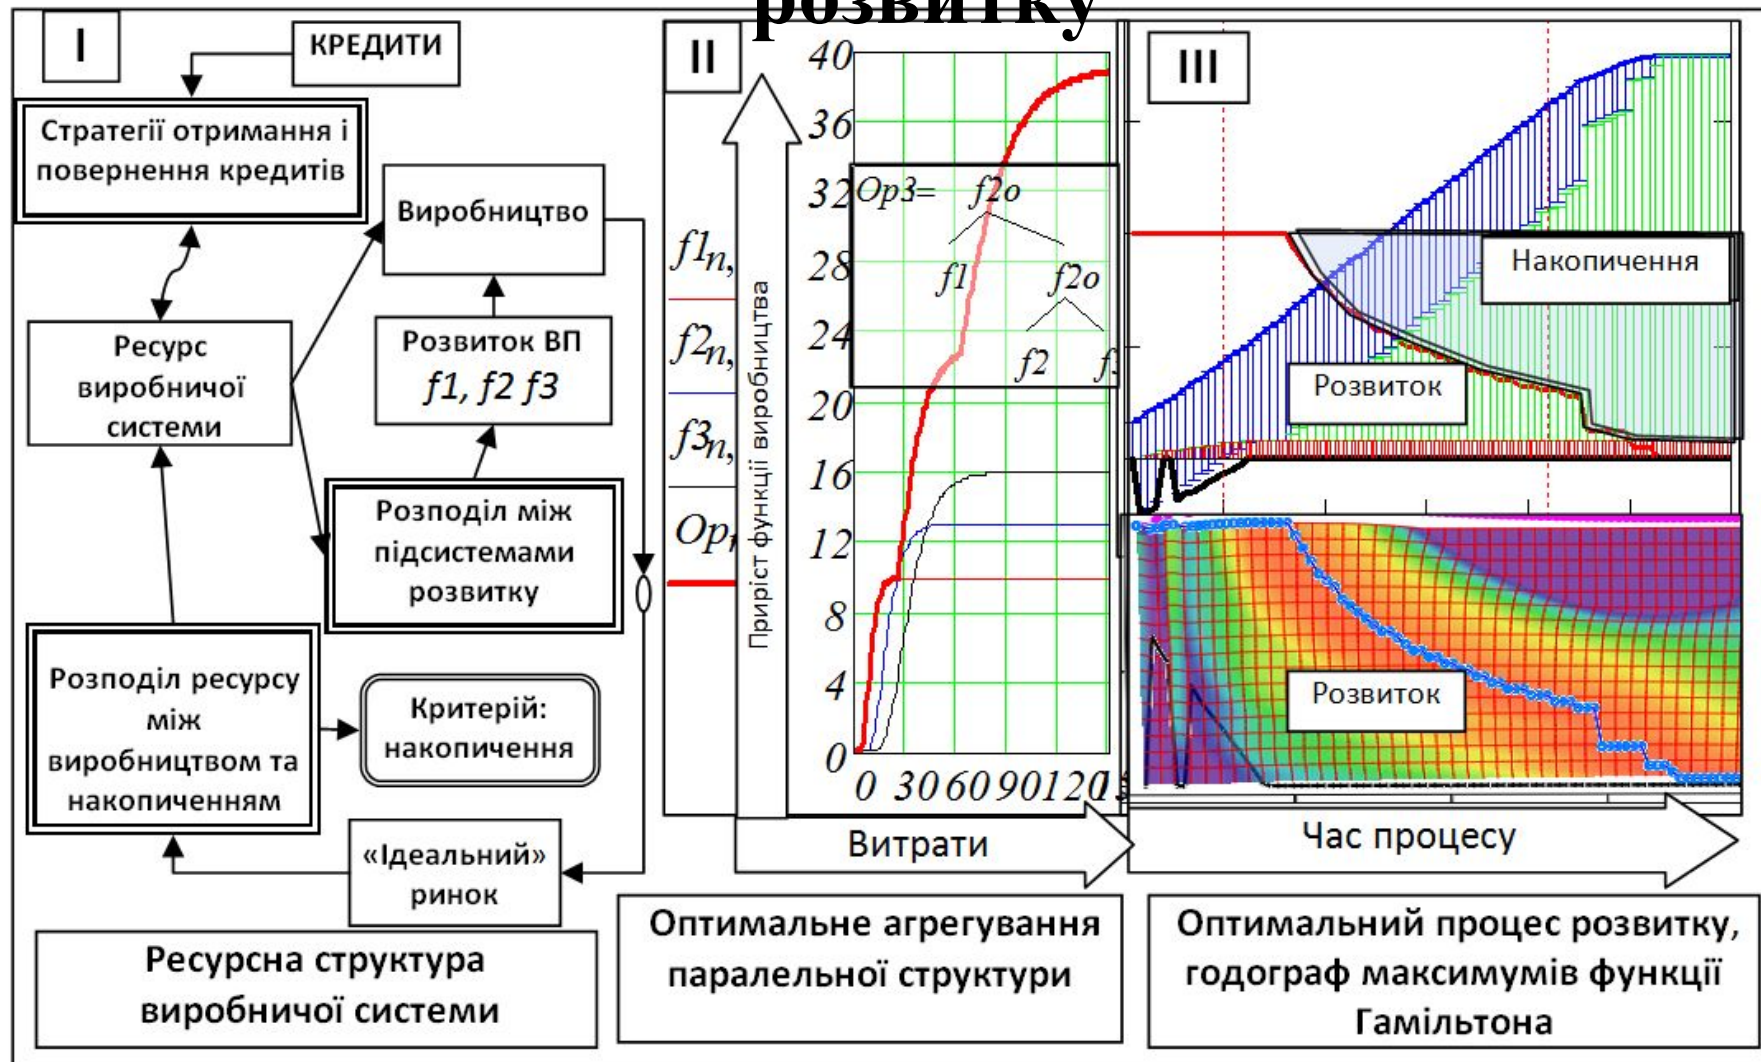 розвитку
I
КРЕДИТИ
Стратегії отримання і
повернення кредитів
Виробництво
Ресурс
виробничої
системи
Розвиток ВП
f1, f2 f3
Розподіл між
підсистемами
розвитку
Розподіл ресурсу
між
виробництвом та
накопиченням
Критерій:
накопичення
«Ідеальний»
ринок
Ресурсна структура
виробничої системи
II
Приріст функції виробництва
f1n,
f2n,
f3n,
Op
40
36
32
28
24
20
16
12
8
4
0
Op3= f2o
f1 f2o
f2 f
0 30 60 90 120
Витрати
Оптимальне агрегування
паралельної структури
III
Накопичення
Розвиток
Розвиток
Час процесу
Оптимальний процес розвитку,
годограф максимумів функції
Гамільтона